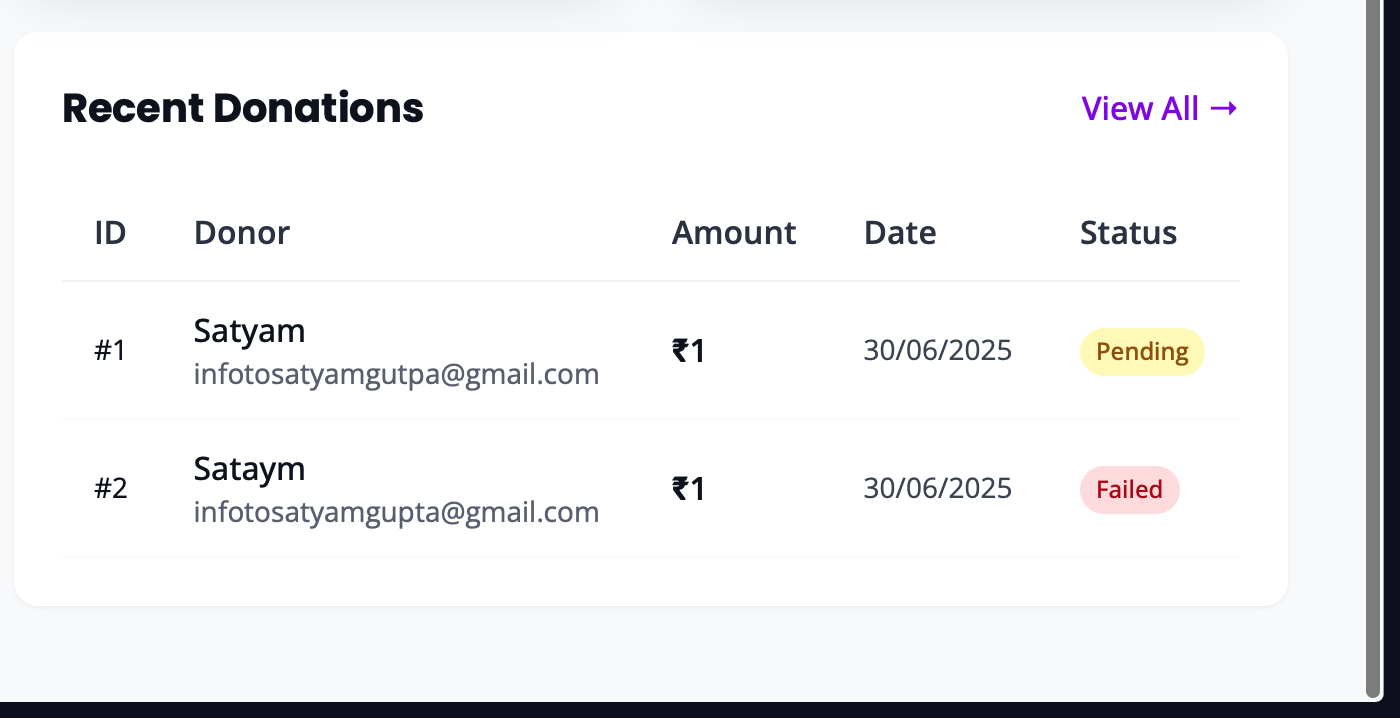 Recent Donations
View All →
ID Donor Amount Date Status
#1 Satyam ₹1 30/06/2025 Pending
infotosatyamgutpa@gmail.com
#2 Sataym ₹1 30/06/2025 Failed
infotosatyamgupta@gmail.com